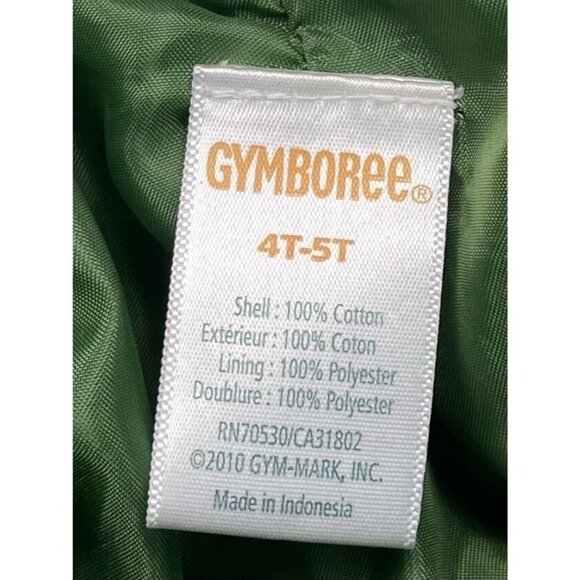 GYMBOREE®
4T-5T
Shell : 100% Cotton
Extérieur : 100% Coton
Lining : 100% Polyester
Doublure : 100% Polyester
RN70530/CA31802
©2010 GYM-MARK, INC.
Made in Indonesia